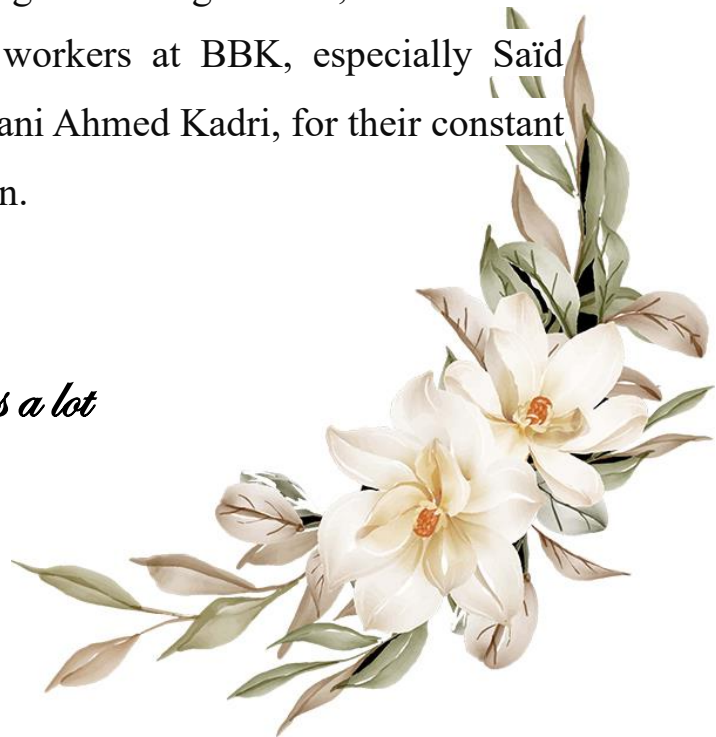 workers at BBK, especially Saïd
ani Ahmed Kadri, for their constant
n.
s a lot